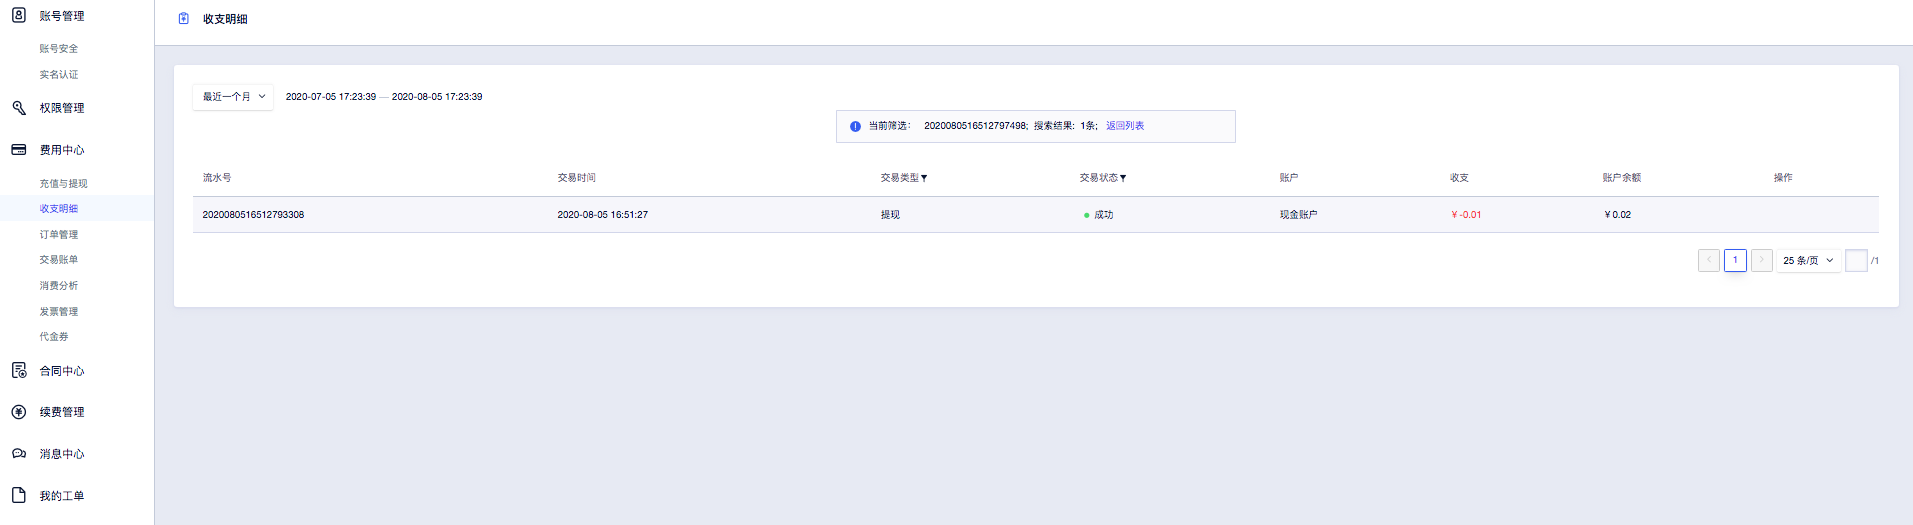 账号管理
账号安全
实名认证
权限管理
费用中心
充值与提现
收支明细
订单管理
交易账单
消费分析
发票管理
代金券
合同中心
续费管理
消息中心
我的工单
收支明细
最近一个月 2020-07-05 17:23:39 — 2020-08-05 17:23:39
当前筛选： 2020080516512797498; 搜索结果: 1条; 返回列表
流水号 交易时间 交易类型 交易状态 账户 收支 账户余额 操作
2020080516512793308 2020-08-05 16:51:27 提现 成功 现金账户 ¥ -0.01 ¥ 0.02
1 25 条/页 /1